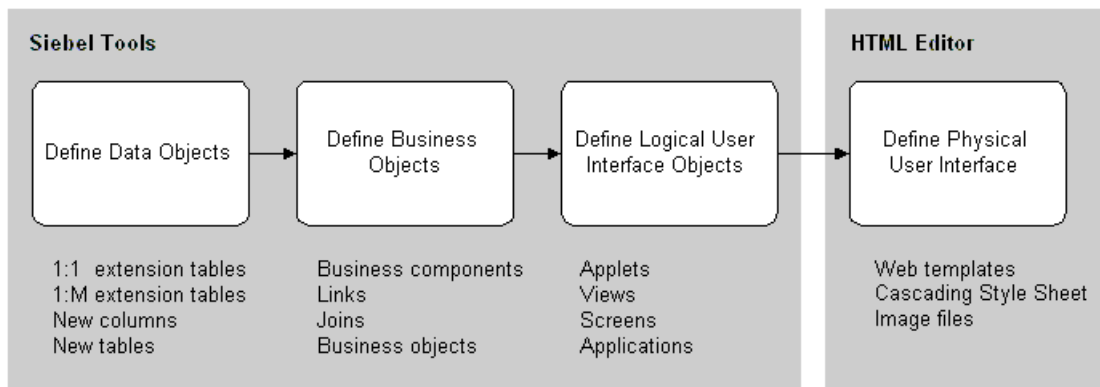 Siebel Tools
HTML Editor
Define Data Objects
Define Business
Objects
Define Logical User
Interface Objects
Define Physical
User Interface
1:1 extension tables
1:M extension tables
New columns
New tables
Business components
Links
Joins
Business objects
Applets
Views
Screens
Applications
Web templates
Cascading Style Sheet
Image files